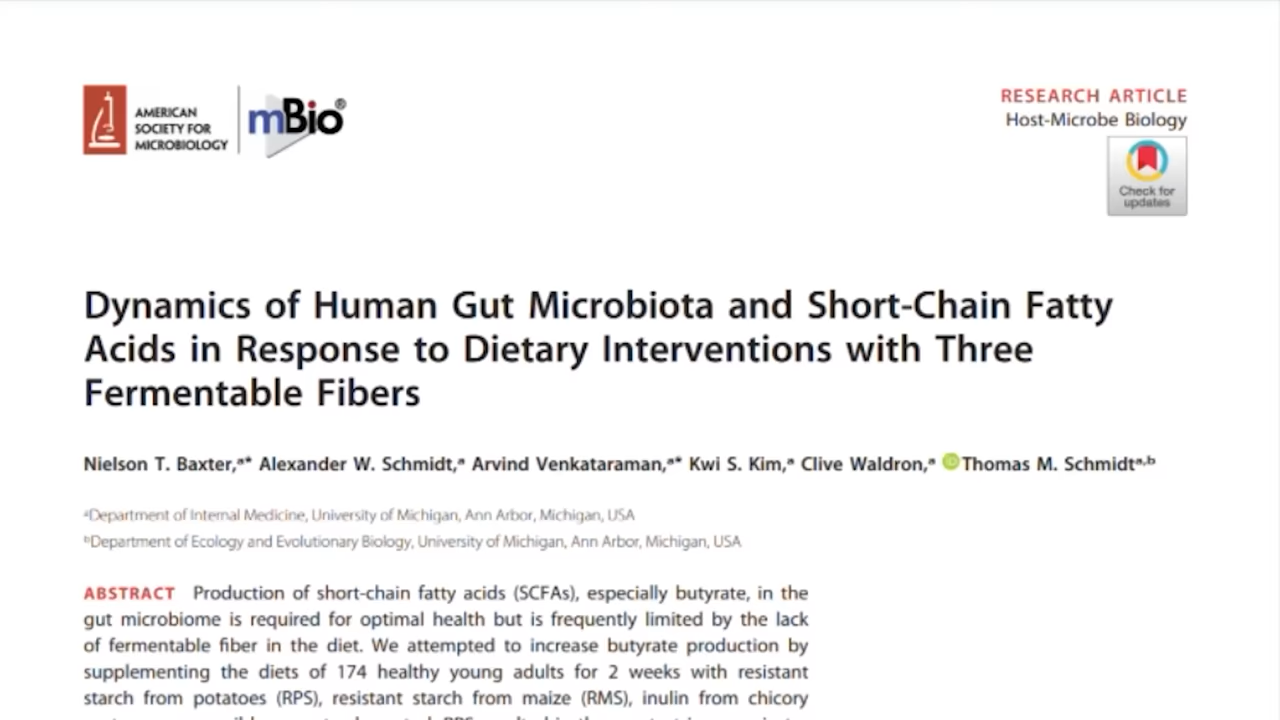 AMERICAN
SOCIETY FOR
MICROBIOLOGY
mBio®
RESEARCH ARTICLE
Host-Microbe Biology
Check for
updates
Dynamics of Human Gut Microbiota and Short-Chain Fatty
Acids in Response to Dietary Interventions with Three
Fermentable Fibers
Nielson T. Baxter,ᵃ* Alexander W. Schmidt,ᵃ Arvind Venkataraman,ᵃ* Kwi S. Kim,ᵃ Clive Waldron,ᵃ Thomas M. Schmidtᵃ,ᵇ
ᵃDepartment of Internal Medicine, University of Michigan, Ann Arbor, Michigan, USA
ᵇDepartment of Ecology and Evolutionary Biology, University of Michigan, Ann Arbor, Michigan, USA
ABSTRACT Production of short-chain fatty acids (SCFAs), especially butyrate, in the
gut microbiome is required for optimal health but is frequently limited by the lack
of fermentable fiber in the diet. We attempted to increase butyrate production by
supplementing the diets of 174 healthy young adults for 2 weeks with resistant
starch from potatoes (RPS), resistant starch from maize (RMS), inulin from chicory